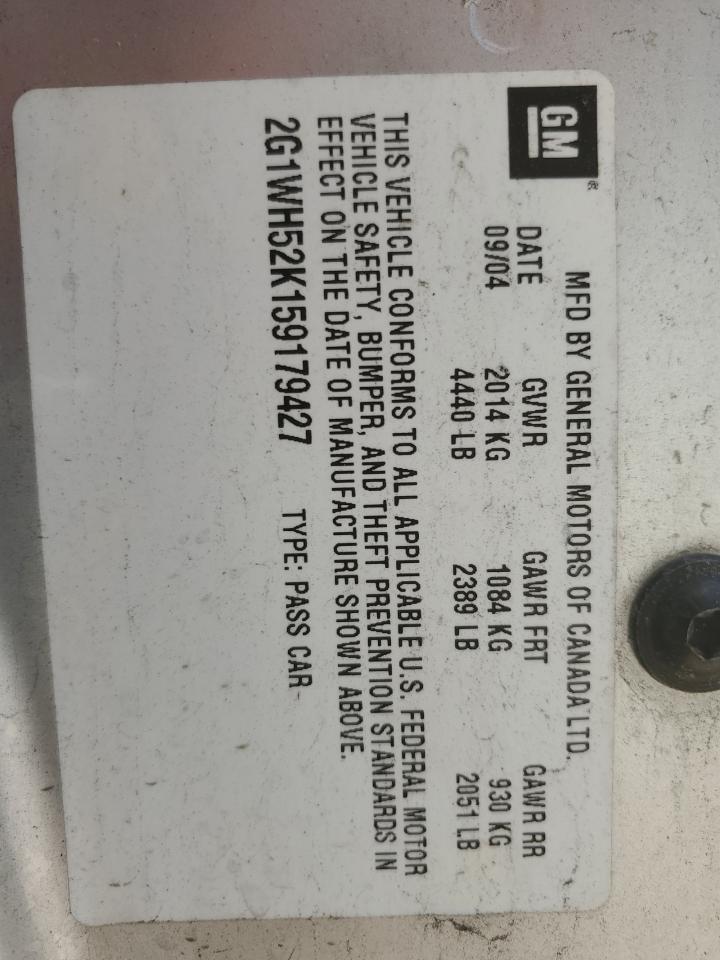 GM ®
MFD BY GENERAL MOTORS OF CANADA LTD.
DATE GVWR GAWR FRT GAWR RR
09/04 2014 KG 1084 KG 930 KG
4440 LB 2389 LB 2051 LB
THIS VEHICLE CONFORMS TO ALL APPLICABLE U.S. FEDERAL MOTOR
VEHICLE SAFETY, BUMPER, AND THEFT PREVENTION STANDARDS IN
EFFECT ON THE DATE OF MANUFACTURE SHOWN ABOVE.
2G1WH52K159179427 TYPE: PASS CAR